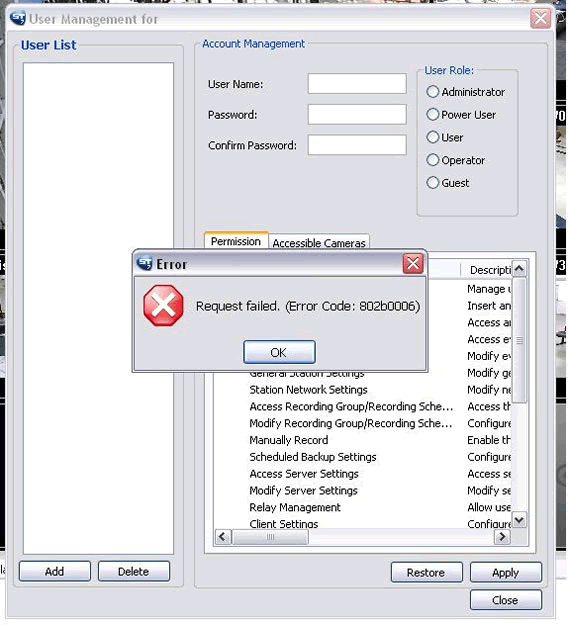 ST User Management for
User List
Account Management
User Name:
Password:
Confirm Password:
User Role:
Administrator
Power User
User
Operator
Guest
Permission
Accessible Cameras
Descripti
Manage u
Insert an
Access a
Access e
Modify e
General Station Settings Modify ge
Station Network Settings Modify ne
Access Recording Group/Recording Sche... Access th
Modify Recording Group/Recording Sche... Configure
Manually Record Enable th
Scheduled Backup Settings Configure
Access Server Settings Access se
Modify Server Settings Modify se
Relay Management Allow use
Client Settings Configure
ST Error
Request failed. (Error Code: 802b0006)
OK
Add
Delete
Restore
Apply
Close